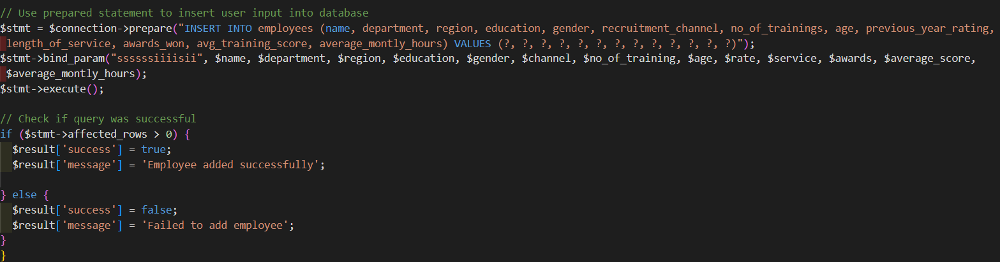 // Use prepared statement to insert user input into database
$stmt = $connection->prepare("INSERT INTO employees (name, department, region, education, gender, recruitment_channel, no_of_trainings, age, previous_year_rating,
length_of_service, awards_won, avg_training_score, average_montly_hours) VALUES (?, ?, ?, ?, ?, ?, ?, ?, ?, ?, ?, ?, ?)");
$stmt->bind_param("ssssssiiiisii", $name, $department, $region, $education, $gender, $channel, $no_of_training, $age, $rate, $service, $awards, $average_score,
$average_montly_hours);
$stmt->execute();
// Check if query was successful
if ($stmt->affected_rows > 0) {
$result['success'] = true;
$result['message'] = 'Employee added successfully';
} else {
$result['success'] = false;
$result['message'] = 'Failed to add employee';
}
}